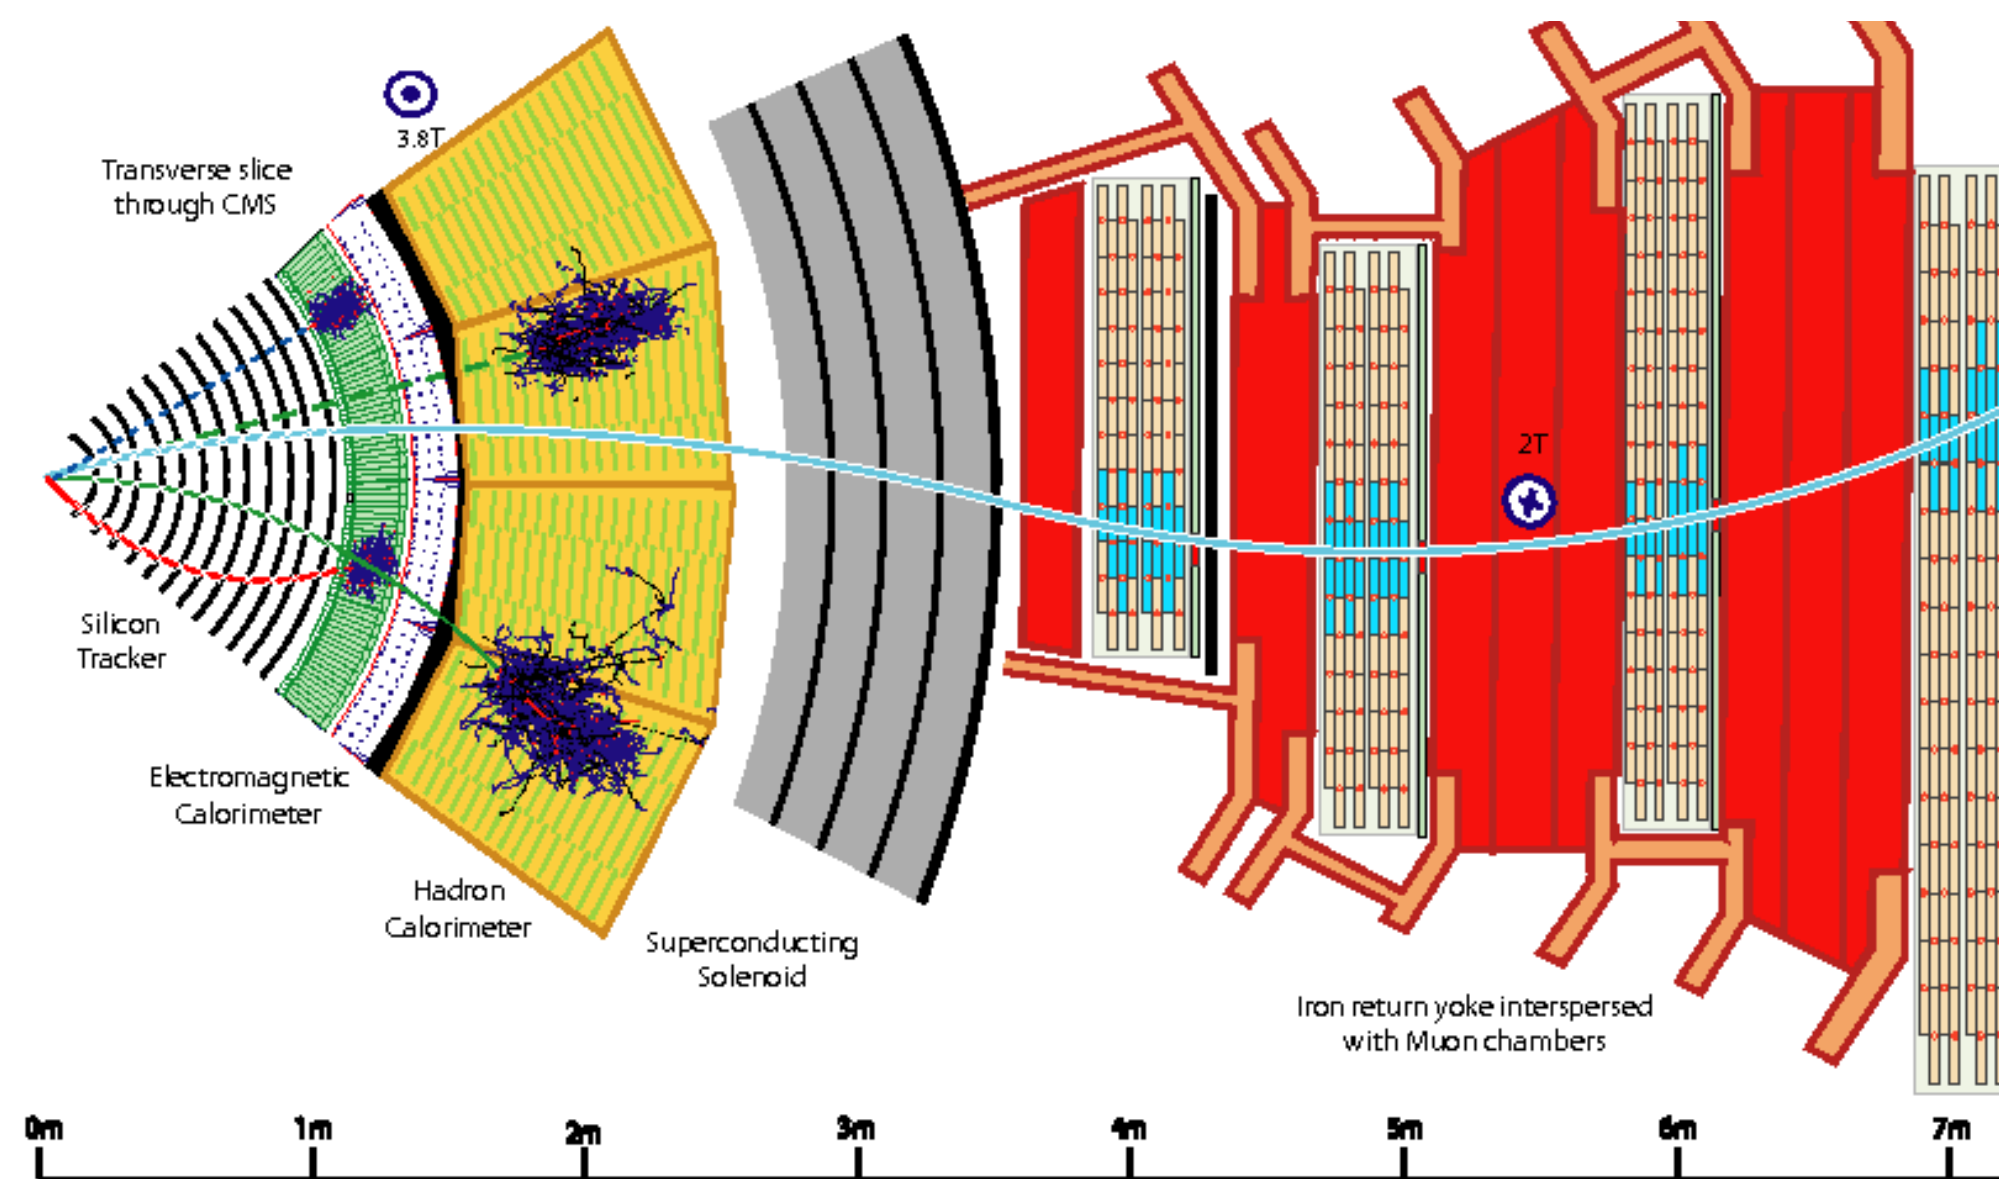 3.8T
Transverse slice
through CMS
2T
Silicon
Tracker
Electromagnetic
Calorimeter
Hadron
Calorimeter
Superconducting
Solenoid
Iron return yoke interspersed
with Muon chambers
0m 1m 2m 3m 4m 5m 6m 7m